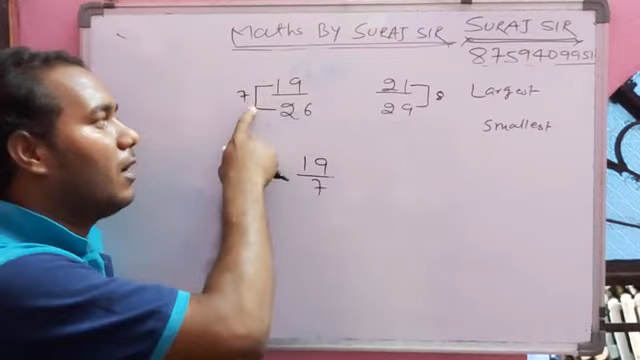 Maths By SURAJ SIR
SURAJ SIR
8759409951
7 19/26
21/29 8
Largest
Smallest
19/7